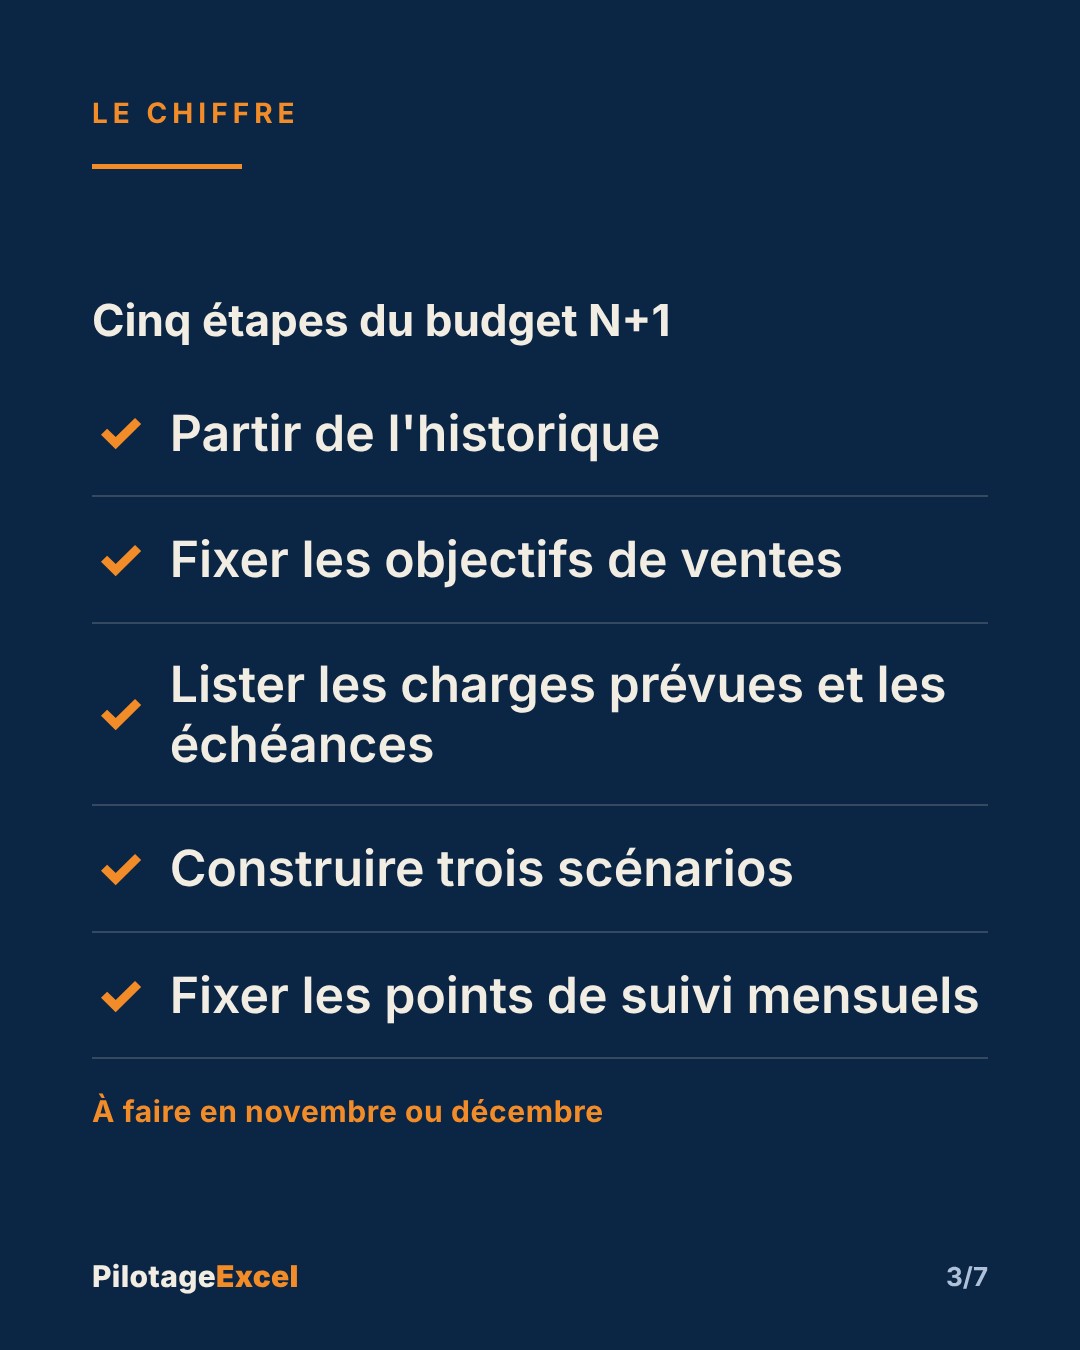 LE CHIFFRE
Cinq étapes du budget N+1
Partir de l'historique
Fixer les objectifs de ventes
Lister les charges prévues et les
échéances
Construire trois scénarios
Fixer les points de suivi mensuels
À faire en novembre ou décembre
PilotageExcel
3/7